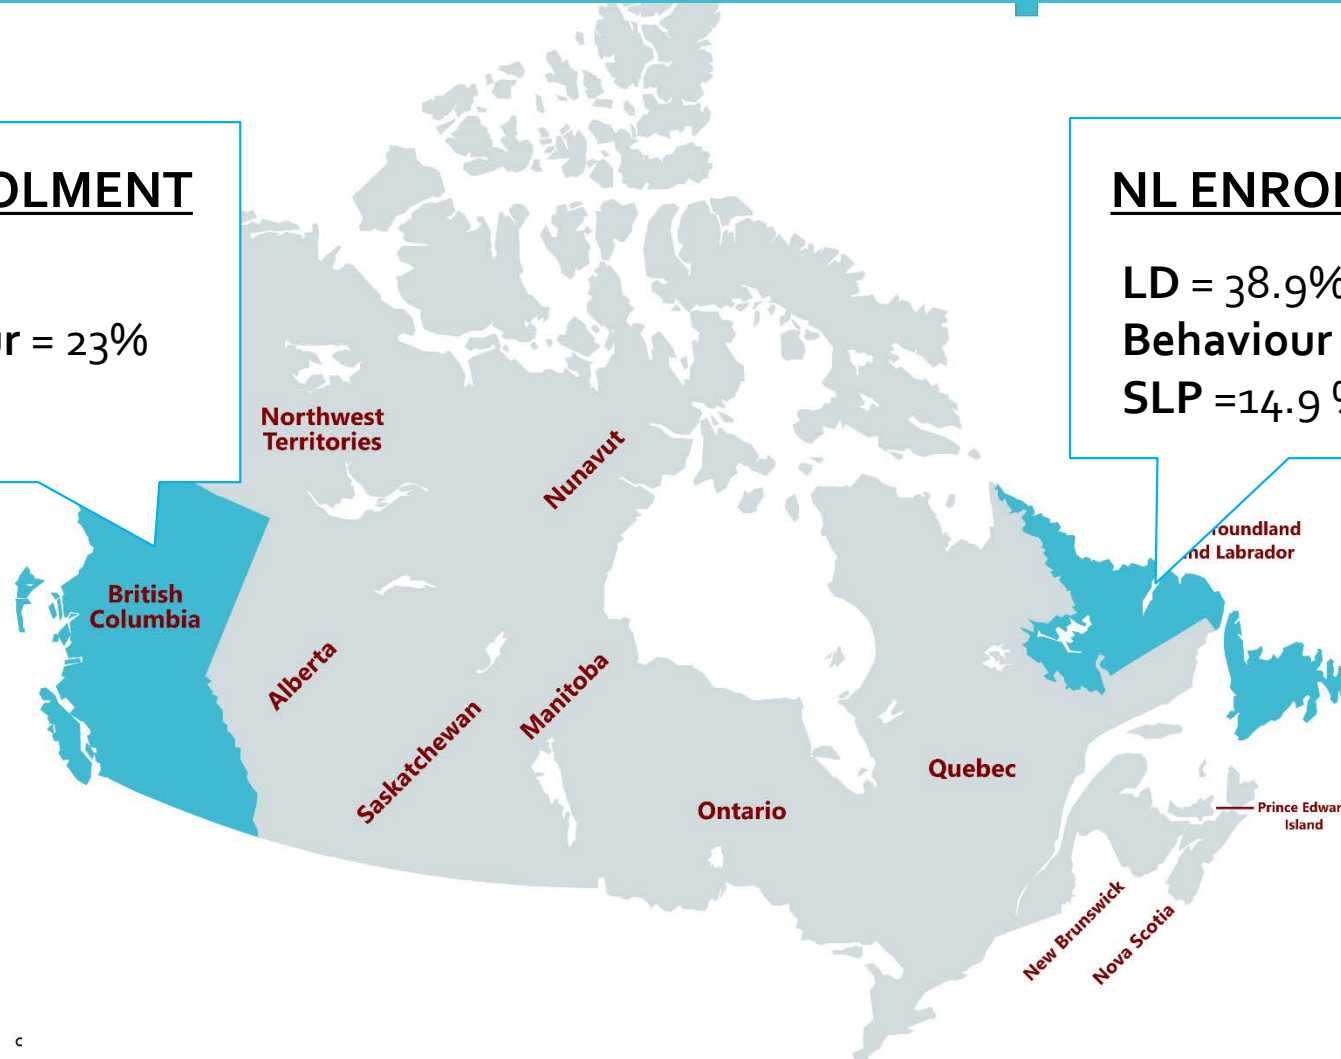 OLMENT
r = 23%
NL ENROL
LD = 38.9%
Behaviour
SLP =14.9 %
Northwest
Territories
Nunavut
oundland
nd Labrador
British
Columbia
Alberta
Manitoba
Saskatchewan
Quebec
Ontario
Prince Edwar
Island
New Brunswick
Nova Scotia
c